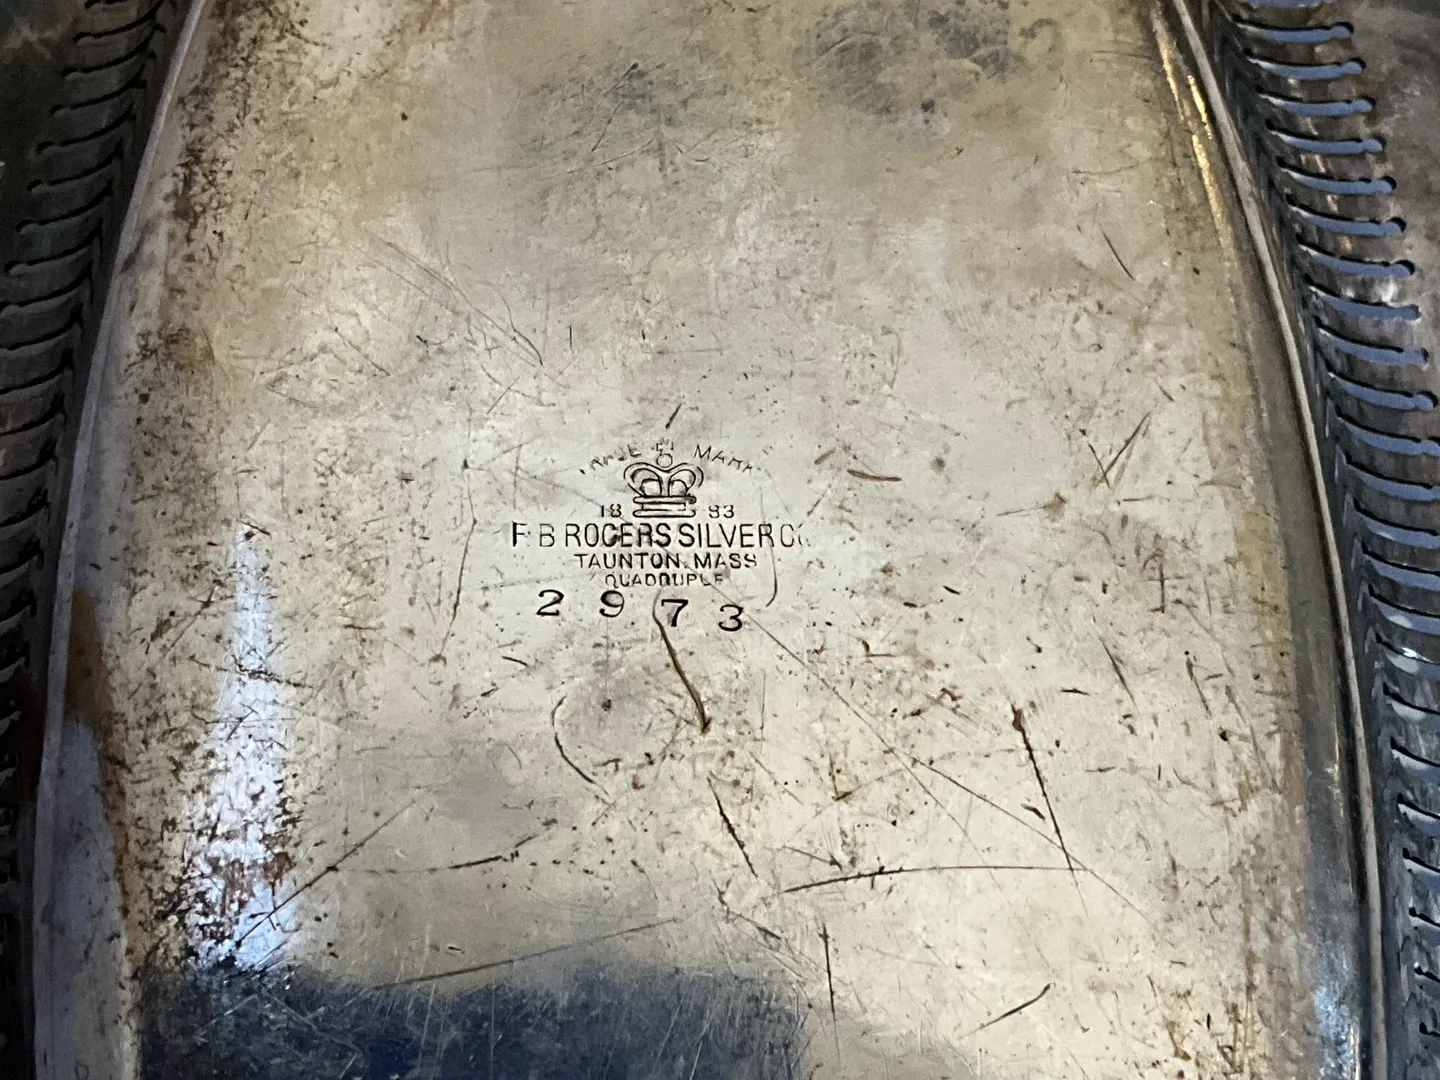 TRADE MARK
18 83
F. B ROGERS SILVER CO
TAUNTON. MASS
QUADRUPLE
2973